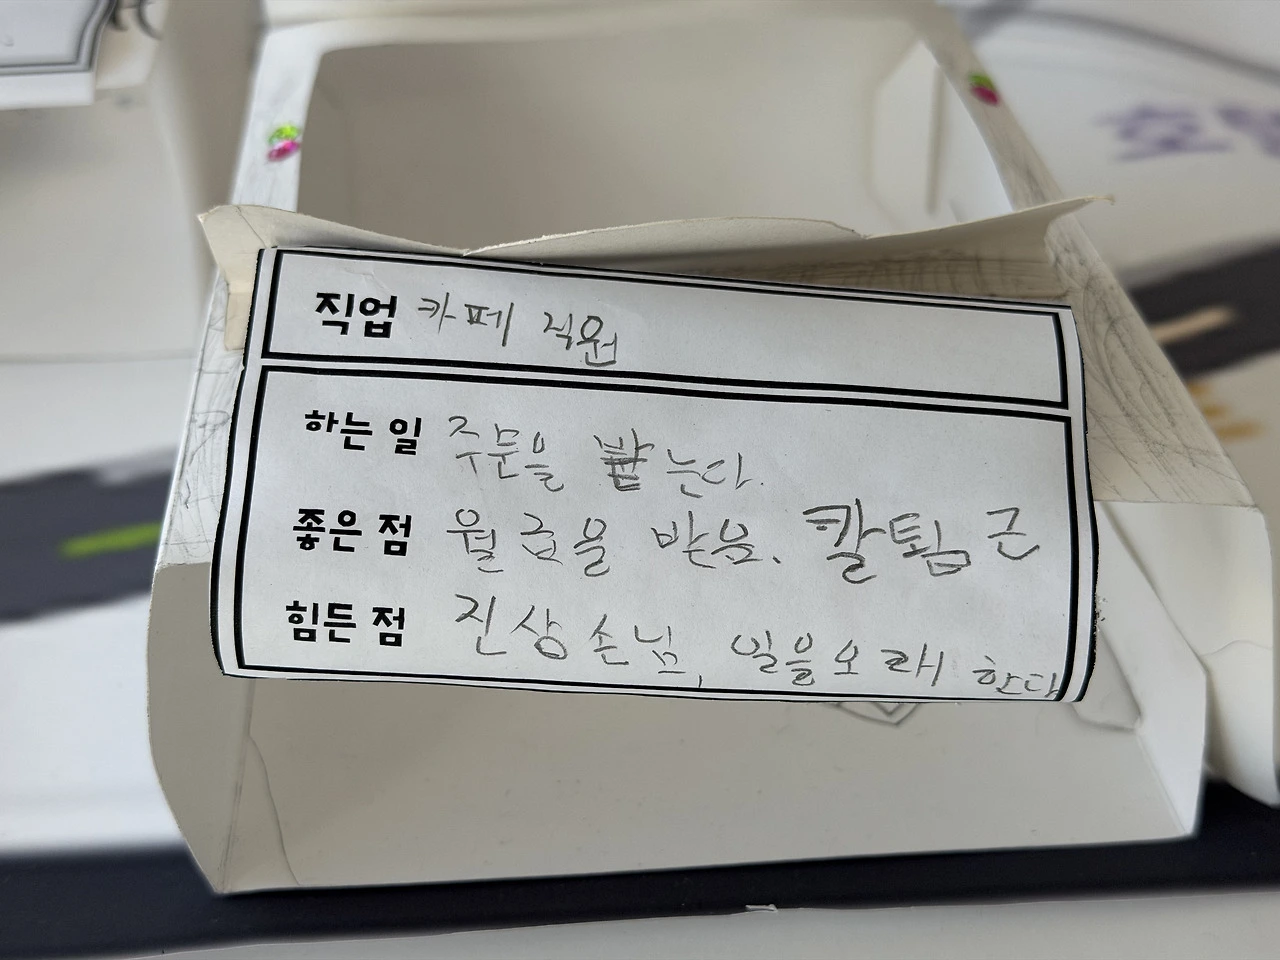 직업 카페 직원
하는 일 주문을 받는다.
좋은 점 월급을 받음. 칼팀근
힘든 점 진상손님, 일을오래 한다